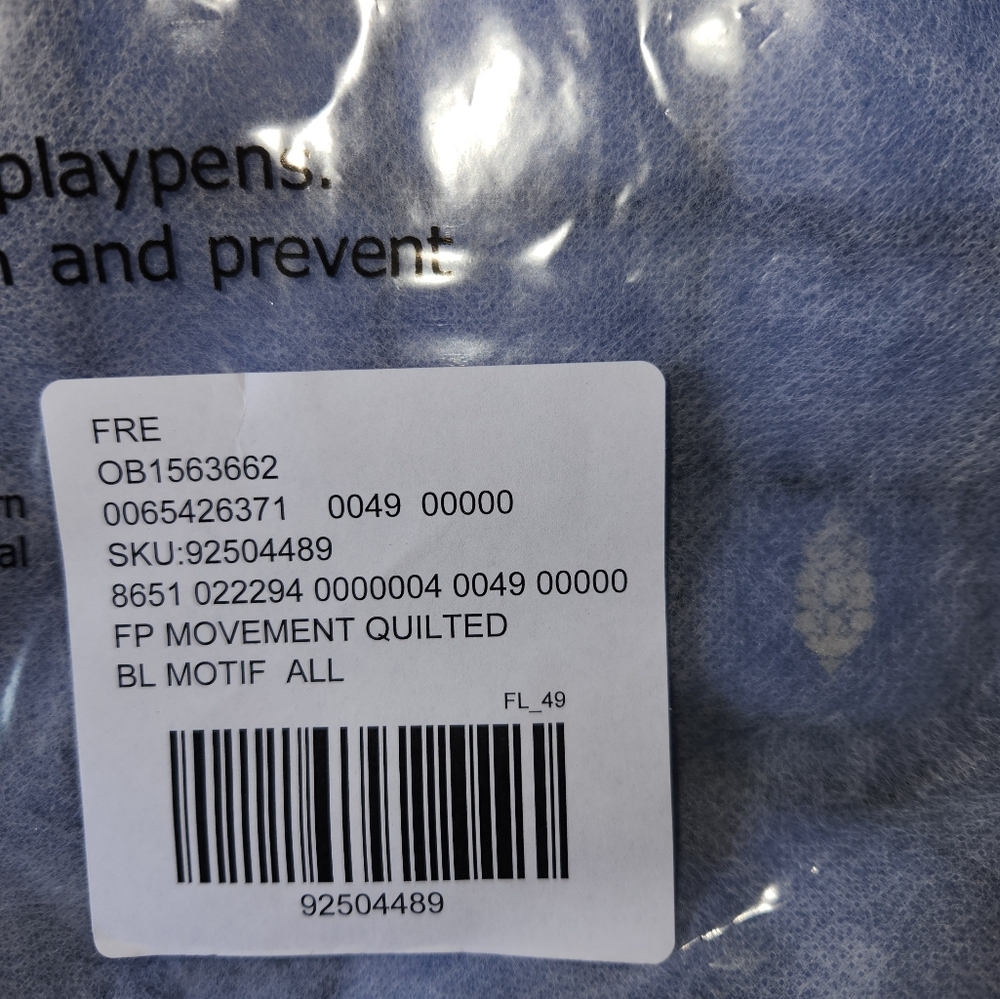 playpens.
and prevent
FRE
OB1563662
0065426371 0049 00000
SKU:92504489
8651 022294 0000004 0049 00000
FP MOVEMENT QUILTED
BL MOTIF ALL
FL_49
92504489